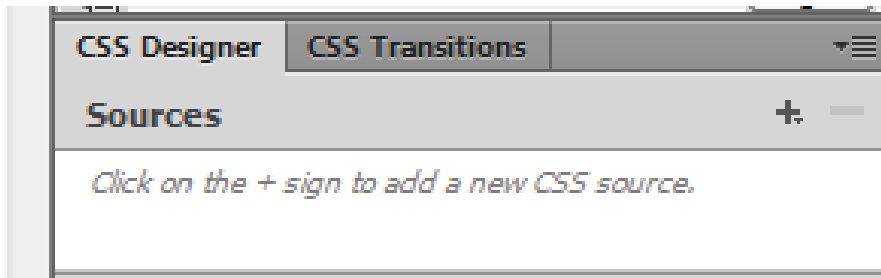 CSS Designer CSS Transitions
Sources
Click on the + sign to add a new CSS source.